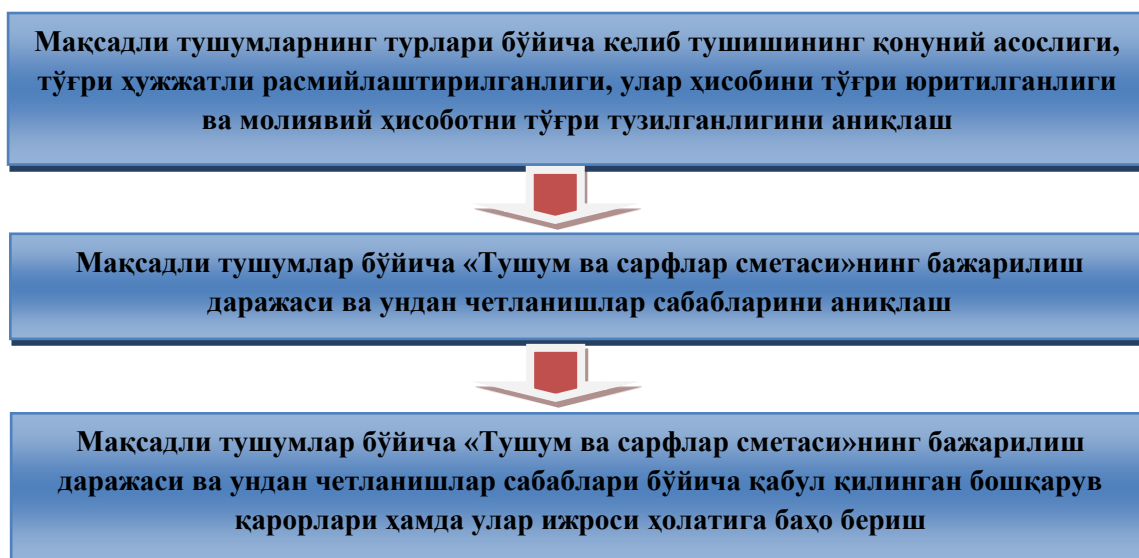 Мақсадли тушумларнинг турлари бўйича келиб тушишининг қонуний асослиги,
тўғри ҳужжатли расмийлаштирилганлиги, улар ҳисобини тўғри юритилганлиги
ва молиявий ҳисоботни тўғри тузилганлигини аниқлаш
Мақсадли тушумлар бўйича «Тушум ва сарфлар сметаси»нинг бажарилиш
даражаси ва ундан четланишлар сабабларини аниқлаш
Мақсадли тушумлар бўйича «Тушум ва сарфлар сметаси»нинг бажарилиш
даражаси ва ундан четланишлар сабаблари бўйича қабул қилинган бошқарув
қарорлари ҳамда улар ижроси ҳолатига баҳо бериш